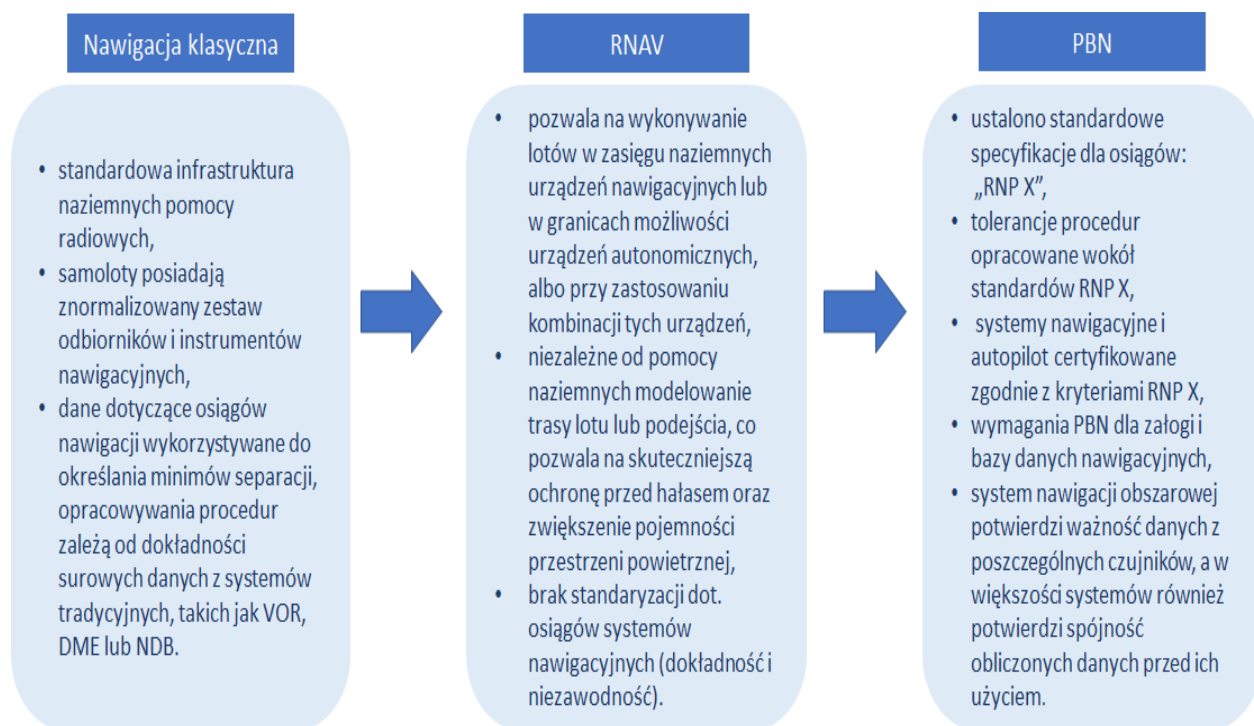 Nawigacja klasyczna
• standardowa infrastruktura
naziemnych pomocy
radiowych,
• samoloty posiadają
znormalizowany zestaw
odbiorników i instrumentów
nawigacyjnych,
• dane dotyczące osiągów
nawigacji wykorzystywane do
określania minimów separacji,
opracowywania procedur
zależą od dokładności
surowych danych z systemów
tradycyjnych, takich jak VOR,
DME lub NDB.
RNAV
• pozwala na wykonywanie
lotów w zasięgu naziemnych
urządzeń nawigacyjnych lub
w granicach możliwości
urządzeń autonomicznych,
albo przy zastosowaniu
kombinacji tych urządzeń,
• niezależne od pomocy
naziemnych modelowanie
trasy lotu lub podejścia, co
pozwala na skuteczniejszą
ochronę przed hałasem oraz
zwiększenie pojemności
przestrzeni powietrznej,
• brak standaryzacji dot.
osiągów systemów
nawigacyjnych (dokładność i
niezawodność).
PBN
• ustalono standardowe
specyfikacje dla osiągów:
„RNP X”,
• tolerancje procedur
opracowane wokół
standardów RNP X,
• systemy nawigacyjne i
autopilot certyfikowane
zgodnie z kryteriami RNP X,
• wymagania PBN dla załogi i
bazy danych nawigacyjnych,
• system nawigacji obszarowej
potwierdzi ważność danych z
poszczególnych czujników, a w
większości systemów również
potwierdzi spójność
obliczonych danych przed ich
użyciem.